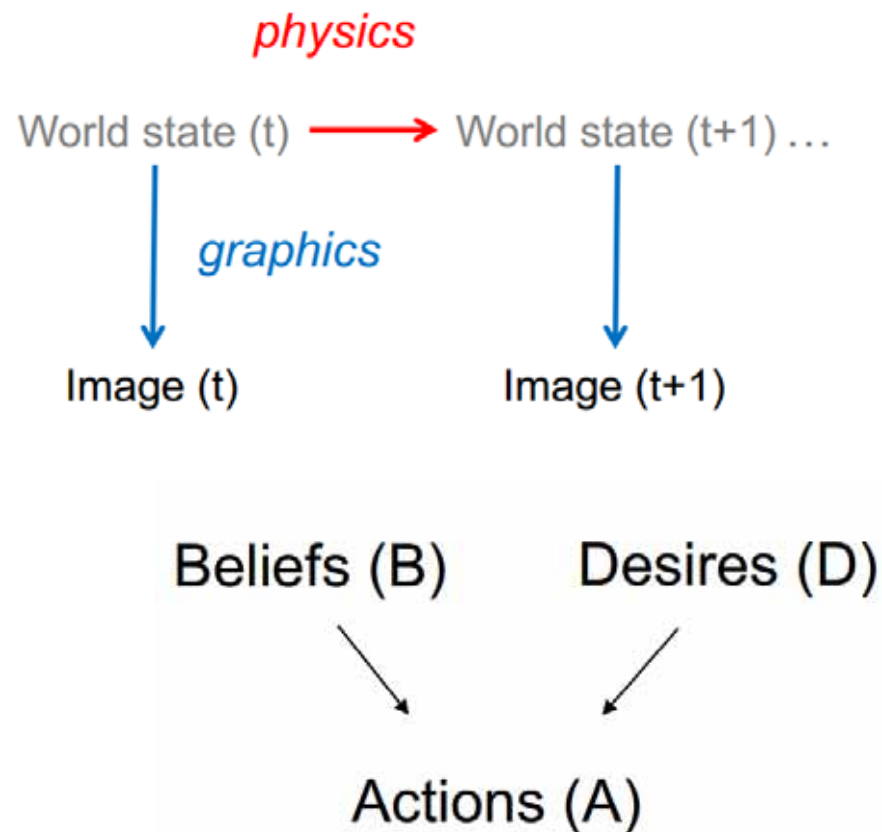 physics
World state (t) World state (t+1) ...
graphics
Image (t) Image (t+1)
Beliefs (B) Desires (D)
Actions (A)